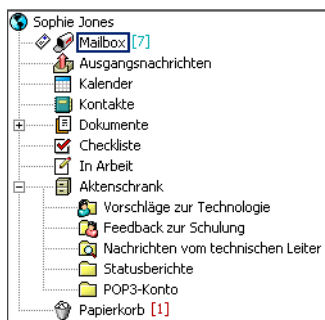 Sophie Jones
Mailbox [7]
Ausgangsnachrichten
Kalender
Kontakte
Dokumente
Checkliste
In Arbeit
Aktenschrank
Vorschläge zur Technologie
Feedback zur Schulung
Nachrichten vom technischen Leiter
Statusberichte
POP3-Konto
Papierkorb [1]